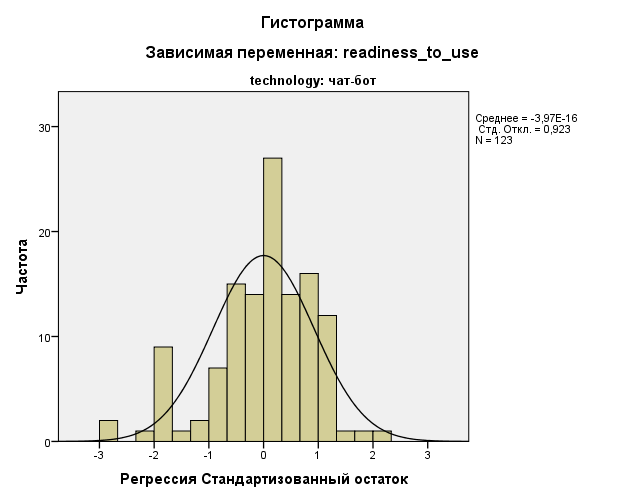 Гистограмма
Зависимая переменная: readiness_to_use
technology: чат-бот
Среднее = -3,97E-16
Стд. Откл. = 0,923
N = 123
30
20
10
0
Частота
-3 -2 -1 0 1 2 3
Регрессия Стандартизованный остаток